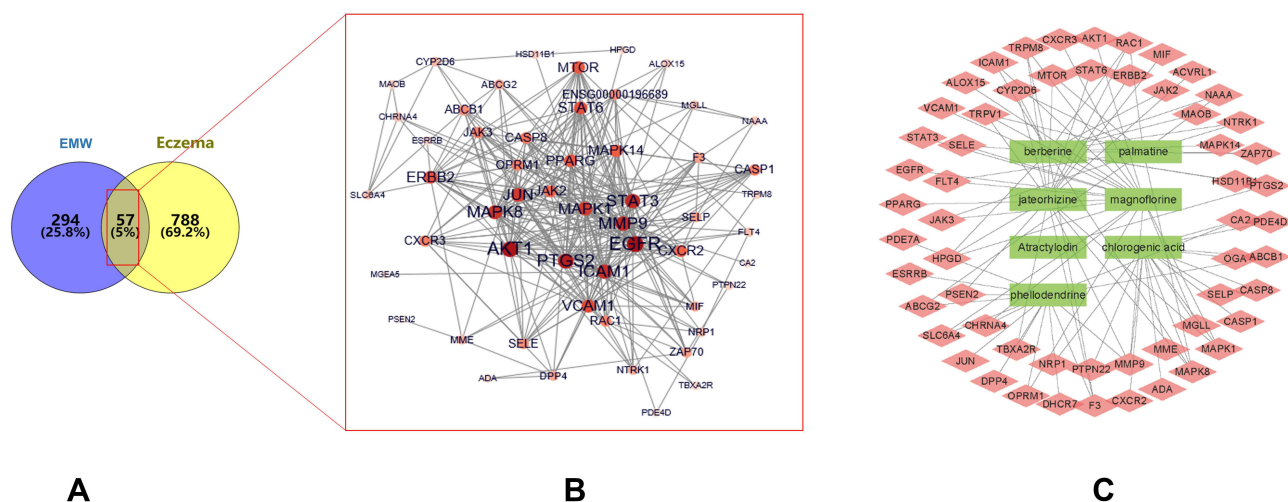 EMW
Eczema
294
(25.8%)
57
(5%)
788
(69.2%)
HPGD
HSD11B1
CYP2D6
MTOR
ALOX15
MAOB
ABCG2
ENSG00000196689
STAT6
MGLL
ABCB1
CHRNA4
NAAA
JAK3
CASP8
ESRRB
MAPK14
PPARG
F3
OPRM1
CASP1
ERBB2
SLC6A4
JUN
JAK2
TRPM8
STAT3
MAPK8
MAPK1
SELP
MMP9
FLT4
CXCR3
AKT1
EGFR
CXCR2
PTGS2
CA2
MGEA5
ICAM1
PTPN22
VCAM1
MIF
PSEN2
RAC1
NRP1
MME
SELE
ZAP70
NTRK1
ADA
DPP4
TBXA2R
PDE4D
CXCR3
AKT1
TRPM8
RAC1
ICAM1
MIF
MTOR
STAT6
ERBB2
ACVRL1
ALOX15
CYP2D6
JAK2
NAAA
VCAM1
TRPV1
MAOB
NTRK1
STAT3
SELE
MAPK14
berberine
palmatine
ZAP70
EGFR
FLT4
HSD11B1
PTGS2
jateorhizine
magnoflorine
PPARG
JAK3
CA2
PDE4D
PDE7A
Atractylodin
chlorogenic acid
HPGD
OGA
ABCB1
ESRRB
PSEN2
phellodendrine
SELP
CASP8
ABCG2
SLC6A4
CHRNA4
MGLL
CASP1
TBXA2R
MME
MAPK1
JUN
NRP1
PTPN22
MMP9
MAPK8
DPP4
ADA
OPRM1
DHCR7
F3
CXCR2
A
B
C